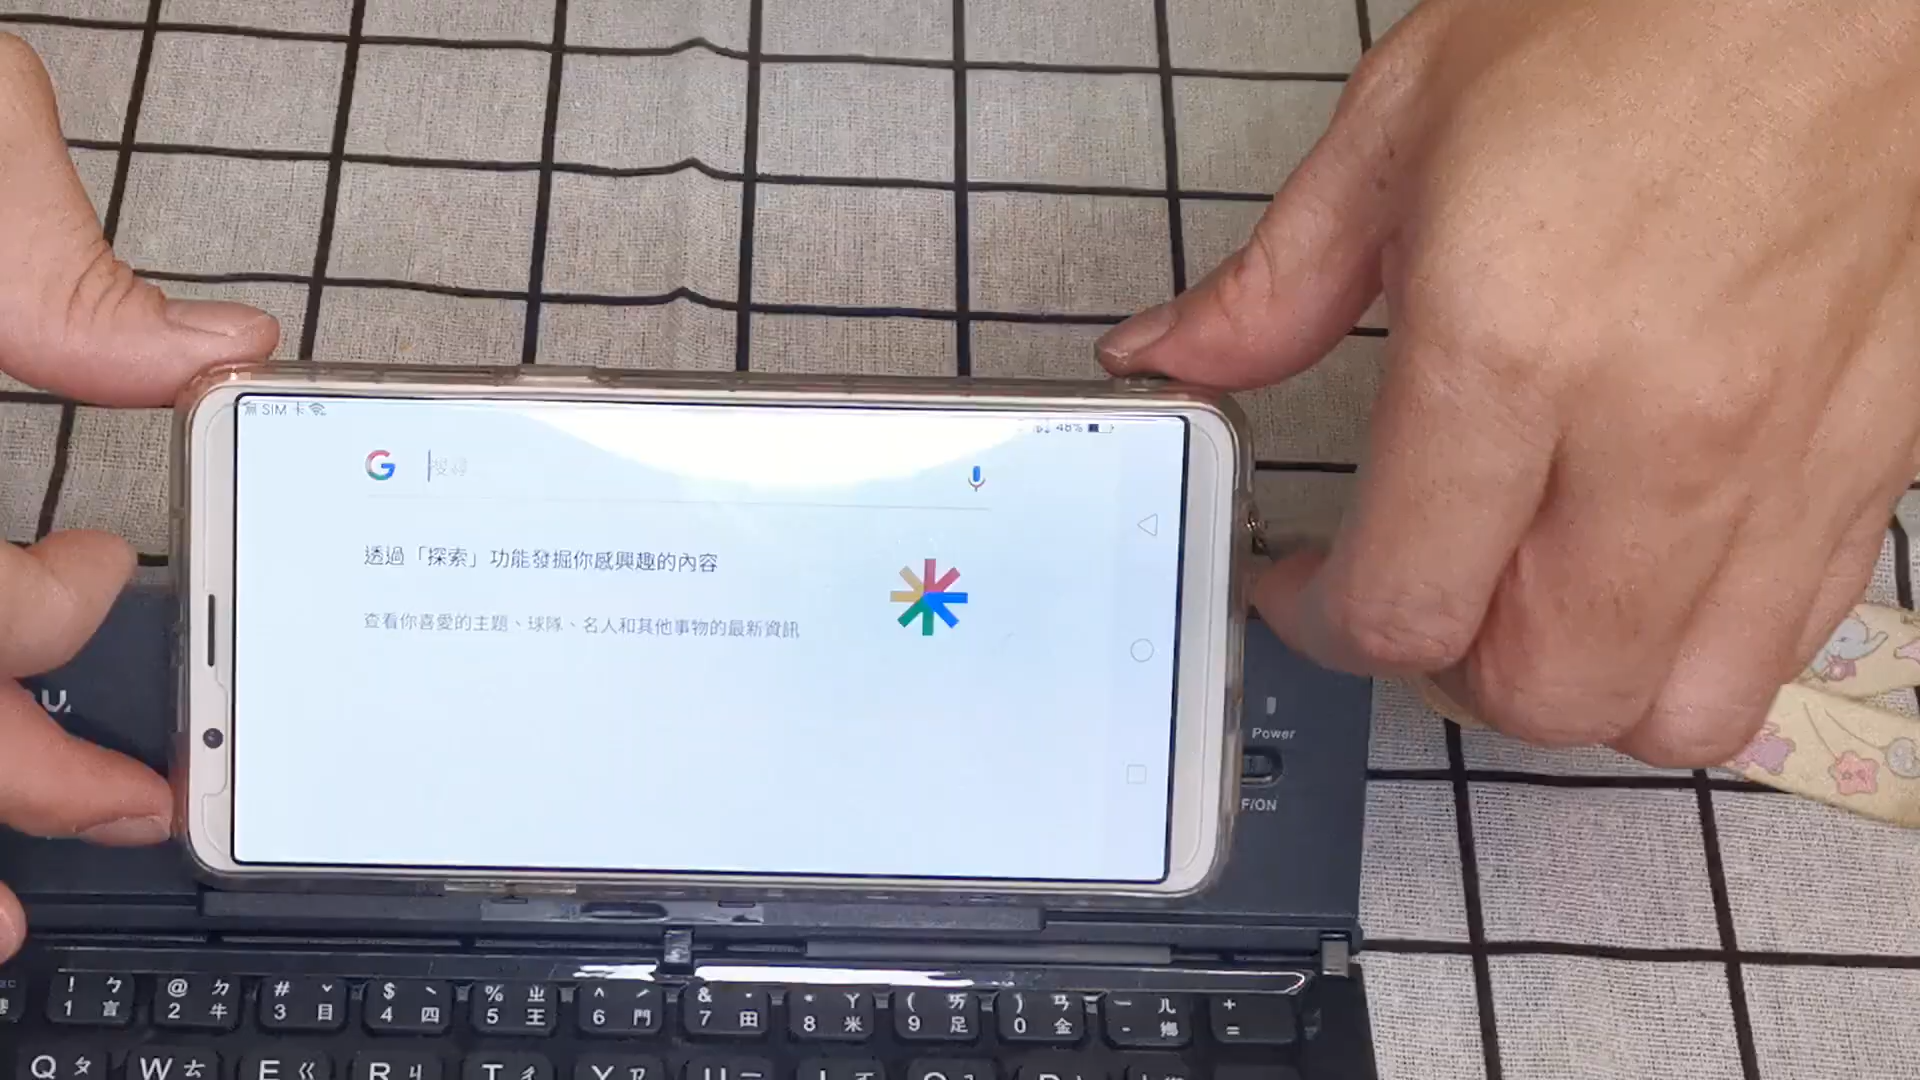 無 SIM 卡
48%
G 搜尋
透過「探索」功能發掘你感興趣的內容
查看你喜愛的主題、球隊、名人和其他事物的最新資訊
U.
Power
F/ON
! ㄅ @ ㄉ # ˇ $ ˋ % ㄓ ^ ˊ & ˙ * ㄚ ( ㄞ ) ㄢ — ㄦ +
1 言 2 牛 3 目 4 四 5 王 6 門 7 田 8 米 9 足 0 金 - 鄉 =
Q ㄆ W ㄊ E ㄍ R ㄐ T ㄔ Y ㄗ U